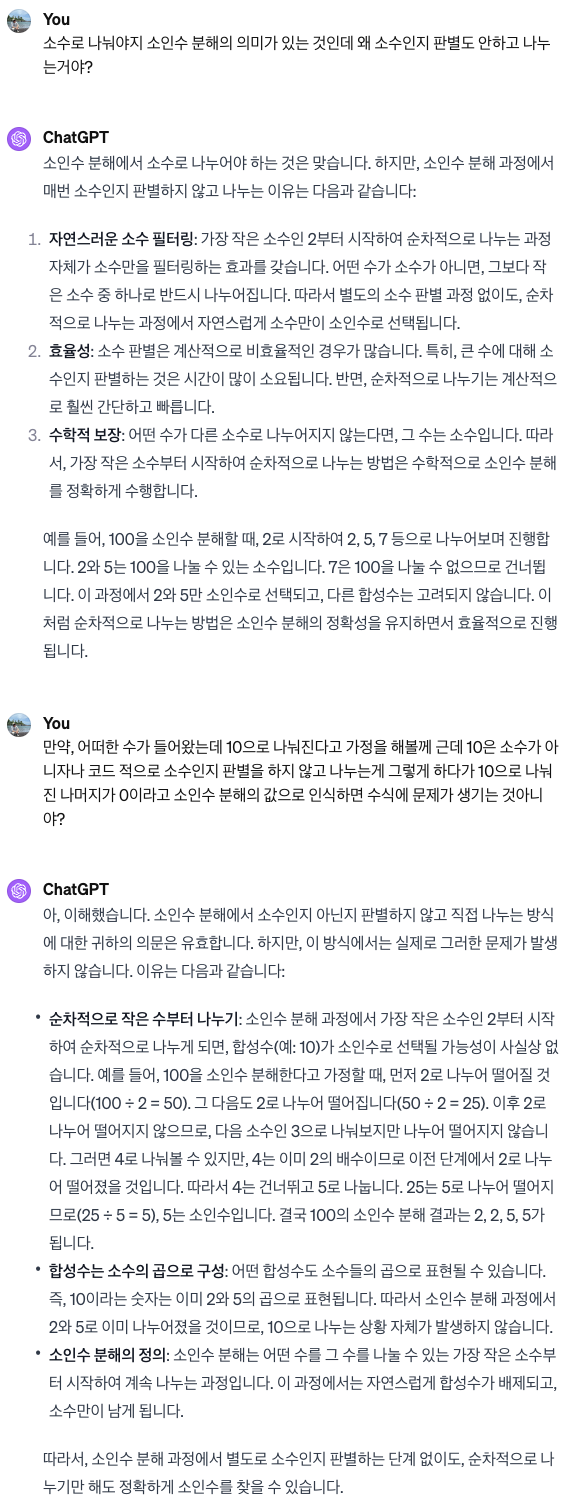 You
소수로 나눠야지 소인수 분해의 의미가 있는 것인데 왜 소수인지 판별도 안하고 나누
는거야?
ChatGPT
소인수 분해에서 소수로 나누어야 하는 것은 맞습니다. 하지만, 소인수 분해 과정에서
매번 소수인지 판별하지 않고 나누는 이유는 다음과 같습니다:
1. 자연스러운 소수 필터링: 가장 작은 소수인 2부터 시작하여 순차적으로 나누는 과정
자체가 소수만을 필터링하는 효과를 갖습니다. 어떤 수가 소수가 아니면, 그보다 작
은 소수 중 하나로 반드시 나누어집니다. 따라서 별도의 소수 판별 과정 없이도, 순차
적으로 나누는 과정에서 자연스럽게 소수만이 소인수로 선택됩니다.
2. 효율성: 소수 판별은 계산적으로 비효율적인 경우가 많습니다. 특히, 큰 수에 대해 소
수인지 판별하는 것은 시간이 많이 소요됩니다. 반면, 순차적으로 나누기는 계산적으
로 훨씬 간단하고 빠릅니다.
3. 수학적 보장: 어떤 수가 다른 소수로 나누어지지 않는다면, 그 수는 소수입니다. 따라
서, 가장 작은 소수부터 시작하여 순차적으로 나누는 방법은 수학적으로 소인수 분해
를 정확하게 수행합니다.
예를 들어, 100을 소인수 분해할 때, 2로 시작하여 2, 5, 7 등으로 나누어보며 진행합
니다. 2와 5는 100을 나눌 수 있는 소수입니다. 7은 100을 나눌 수 없으므로 건너뜁
니다. 이 과정에서 2와 5만 소인수로 선택되고, 다른 합성수는 고려되지 않습니다. 이
처럼 순차적으로 나누는 방법은 소인수 분해의 정확성을 유지하면서 효율적으로 진행
됩니다.
You
만약, 어떠한 수가 들어왔는데 10으로 나눠진다고 가정을 해볼께 근데 10은 소수가 아
니자나 코드 적으로 소수인지 판별을 하지 않고 나누는게 그렇게 하다가 10으로 나눠
진 나머지가 0이라고 소인수 분해의 값으로 인식하면 수식에 문제가 생기는 것아니
야?
ChatGPT
아, 이해했습니다. 소인수 분해에서 소수인지 아닌지 판별하지 않고 직접 나누는 방식
에 대한 귀하의 의문은 유효합니다. 하지만, 이 방식에서는 실제로 그러한 문제가 발생
하지 않습니다. 이유는 다음과 같습니다:
• 순차적으로 작은 수부터 나누기: 소인수 분해 과정에서 가장 작은 소수인 2부터 시작
하여 순차적으로 나누게 되면, 합성수(예: 10)가 소인수로 선택될 가능성이 사실상 없
습니다. 예를 들어, 100을 소인수 분해한다고 가정할 때, 먼저 2로 나누어 떨어질 것
입니다(100 ÷ 2 = 50). 그 다음도 2로 나누어 떨어집니다(50 ÷ 2 = 25). 이후 2로
나누어 떨어지지 않으므로, 다음 소수인 3으로 나눠보지만 나누어 떨어지지 않습니
다. 그러면 4로 나눠볼 수 있지만, 4는 이미 2의 배수이므로 이전 단계에서 2로 나누
어 떨어졌을 것입니다. 따라서 4는 건너뛰고 5로 나눕니다. 25는 5로 나누어 떨어지
므로(25 ÷ 5 = 5), 5는 소인수입니다. 결국 100의 소인수 분해 결과는 2, 2, 5, 5가
됩니다.
• 합성수는 소수의 곱으로 구성: 어떤 합성수도 소수들의 곱으로 표현될 수 있습니다.
즉, 10이라는 숫자는 이미 2와 5의 곱으로 표현됩니다. 따라서 소인수 분해 과정에서
2와 5로 이미 나누어졌을 것이므로, 10으로 나누는 상황 자체가 발생하지 않습니다.
• 소인수 분해의 정의: 소인수 분해는 어떤 수를 그 수를 나눌 수 있는 가장 작은 소수부
터 시작하여 계속 나누는 과정입니다. 이 과정에서는 자연스럽게 합성수가 배제되고,
소수만이 남게 됩니다.
따라서, 소인수 분해 과정에서 별도로 소수인지 판별하는 단계 없이도, 순차적으로 나
누기만 해도 정확하게 소인수를 찾을 수 있습니다.